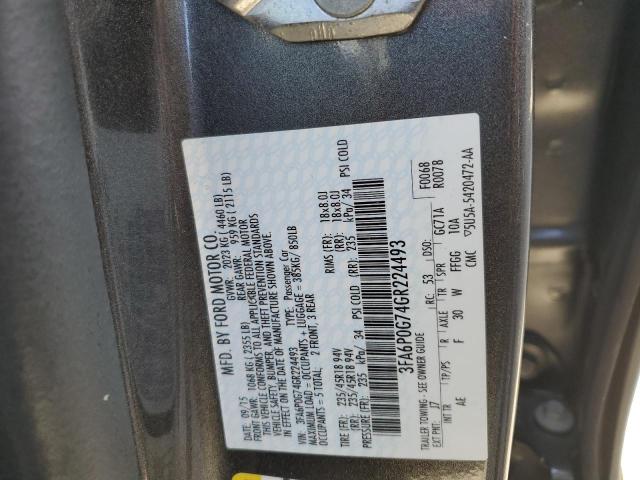 MFD. BY FORD MOTOR CO.
DATE: 09/15 GVWR: 2023 KG ( 4460 LB)
FRONT GAWR: 1068 KG ( 2355 LB) REAR GAWR: 959 KG ( 2115 LB)
THIS VEHICLE CONFORMS TO ALL APPLICABLE FEDERAL MOTOR
VEHICLE SAFETY, BUMPER, AND THEFT PREVENTION STANDARDS
IN EFFECT ON THE DATE OF MANUFACTURE SHOWN ABOVE.
VIN: 3FA6P0G74GR224493 TYPE: Passenger Car
MAXIMUM LOAD = OCCUPANTS + LUGGAGE = 385KG/ 850LB
OCCUPANTS = 5 TOTAL: 2 FRONT, 3 REAR
TIRE (FR): 235/45R18 94V RIMS (FR): 18x8.0J
(RR): 235/45R18 94V (RR): 18x8.0J
PRESSURE (FR): 235 kPa/ 34 PSI COLD (RR): 235 kPa/ 34 PSI COLD
3FA6P0G74GR224493
F0068
R0078
TRAILER TOWING - SEE OWNER GUIDE
EXT PNT: J7 RC: 53 DSO: GC71A
INT TR TP/PS R AXLE TR SPR
AE F 30 W FFGG 10A
CMC
5U5A-5420472-AA